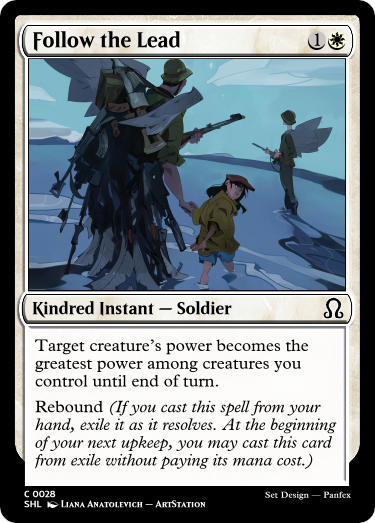 Follow the Lead 1
Kindred Instant — Soldier
Target creature's power becomes the
greatest power among creatures you
control until end of turn.
Rebound (If you cast this spell from your
hand, exile it as it resolves. At the beginning
of your next upkeep, you may cast this card
from exile without paying its mana cost.)
C 0028
SHL Liana Anatolevich — ArtStation
Set Design — Panfex